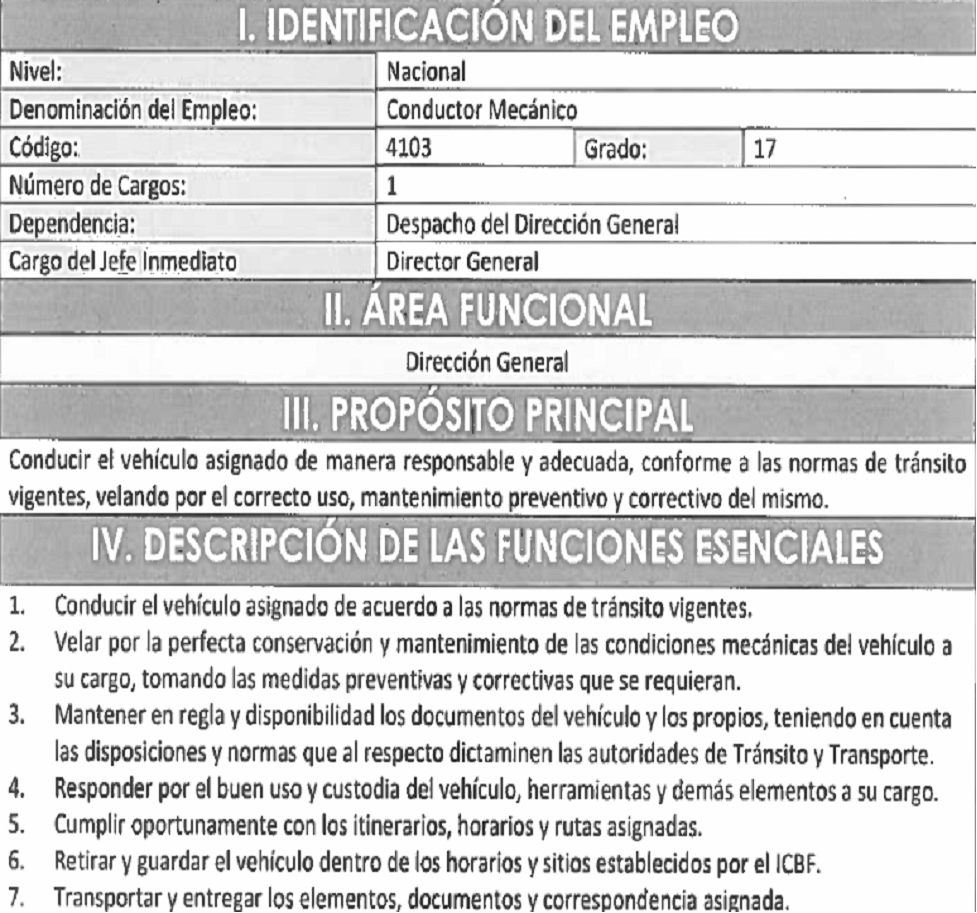 I. IDENTIFICACIÓN DEL EMPLEO
Nivel: Nacional
Denominación del Empleo: Conductor Mecánico
Código: 4103 Grado: 17
Número de Cargos: 1
Dependencia: Despacho del Dirección General
Cargo del Jefe Inmediato Director General
II. ÁREA FUNCIONAL
Dirección General
III. PROPÓSITO PRINCIPAL
Conducir el vehículo asignado de manera responsable y adecuada, conforme a las normas de tránsito
vigentes, velando por el correcto uso, mantenimiento preventivo y correctivo del mismo.
IV. DESCRIPCIÓN DE LAS FUNCIONES ESENCIALES
1. Conducir el vehículo asignado de acuerdo a las normas de tránsito vigentes.
2. Velar por la perfecta conservación y mantenimiento de las condiciones mecánicas del vehículo a
su cargo, tomando las medidas preventivas y correctivas que se requieran.
3. Mantener en regla y disponibilidad los documentos del vehículo y los propios, teniendo en cuenta
las disposiciones y normas que al respecto dictaminen las autoridades de Tránsito y Transporte.
4. Responder por el buen uso y custodia del vehículo, herramientas y demás elementos a su cargo.
5. Cumplir oportunamente con los itinerarios, horarios y rutas asignadas.
6. Retirar y guardar el vehículo dentro de los horarios y sitios establecidos por el ICBF.
7. Transportar y entregar los elementos, documentos y correspondencia asignada.